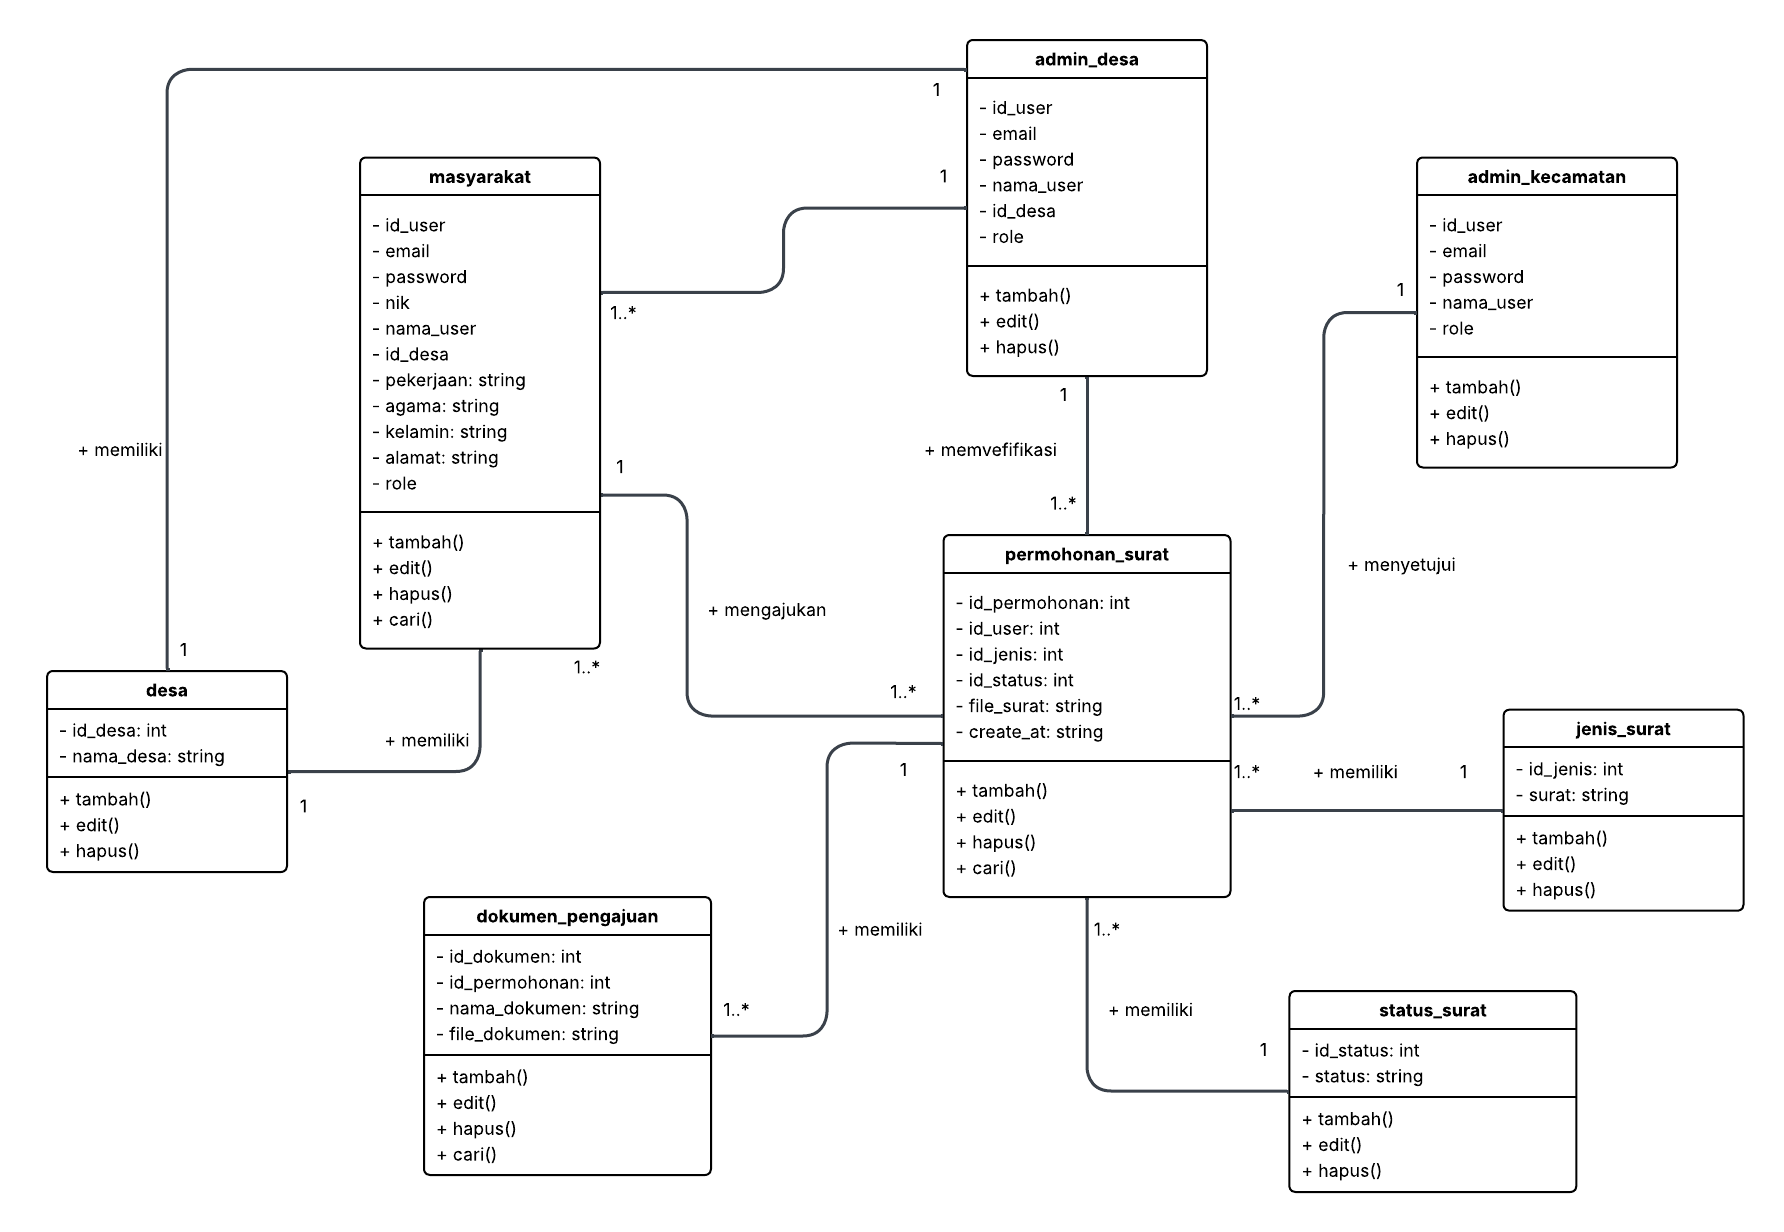 admin_desa
1
- id_user
- email
- password
- nama_user
- id_desa
- role
1
+ tambah()
+ edit()
+ hapus()
1
masyarakat
- id_user
- email
- password
- nik
- nama_user
- id_desa
- pekerjaan: string
- agama: string
- kelamin: string
- alamat: string
- role
1..*
1
+ tambah()
+ edit()
+ hapus()
+ cari()
1..*
admin_kecamatan
- id_user
- email
- password
- nama_user
- role
1
+ tambah()
+ edit()
+ hapus()
+ memiliki
+ memvefifikasi
1..*
+ menyetujui
+ mengajukan
permohonan_surat
- id_permohonan: int
- id_user: int
- id_jenis: int
- id_status: int
- file_surat: string
- create_at: string
1..*
1..*
1
1..*
+ memiliki
1
+ tambah()
+ edit()
+ hapus()
+ cari()
1
desa
- id_desa: int
- nama_desa: string
+ tambah()
+ edit()
+ hapus()
+ memiliki
1
jenis_surat
- id_jenis: int
- surat: string
+ tambah()
+ edit()
+ hapus()
dokumen_pengajuan
- id_dokumen: int
- id_permohonan: int
- nama_dokumen: string
- file_dokumen: string
+ tambah()
+ edit()
+ hapus()
+ cari()
+ memiliki
1..*
1..*
+ memiliki
1
status_surat
- id_status: int
- status: string
+ tambah()
+ edit()
+ hapus()